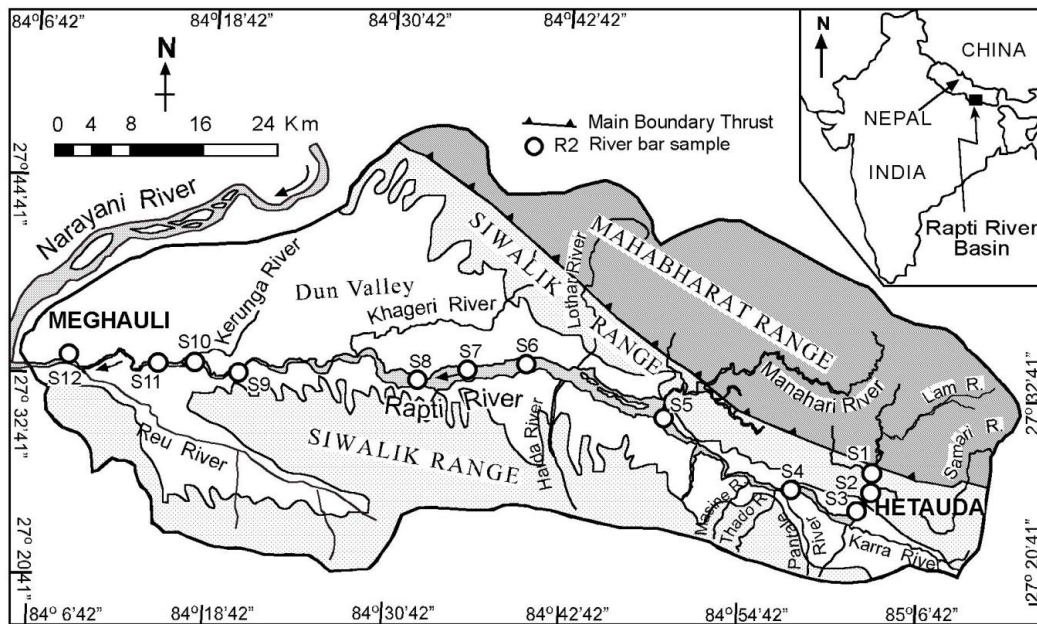 84° 6'42" 84° 18'42" 84° 30'42" 84° 42'42"
N
0 4 8 16 24 Km
Main Boundary Thrust
R2 River bar sample
N
CHINA
NEPAL
INDIA
Rapti River
Basin
27° 44'41"
Narayani River
SIWALIK
RANGE
MAHABHARAT RANGE
Lothar River
Dun Valley
Kerunga River
Khageri River
MEGHAULI
S12
S11
S10
S9
S8
S7
S6
S5
Rapti River
Manahari River
Lam R.
Samari R.
27° 32'41"
27° 32'41"
Reu River
SIWALIK RANGE
S4
S1
S2
S3
HETAUDA
Masine R.
Thado R.
Pantale
River
Karra River
27° 20'41"
27° 20'41"
84° 6'42" 84° 18'42" 84° 30'42" 84° 42'42" 84° 54'42" 85° 6'42"